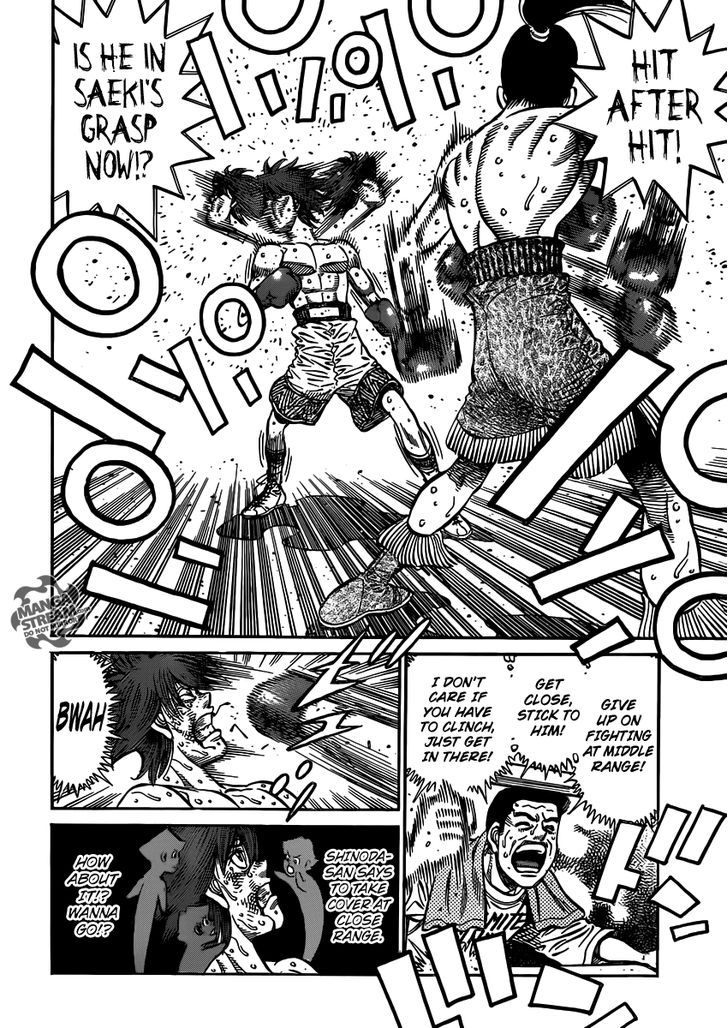 HIT
AFTER
HIT!
IS HE IN
SAEKI'S
GRASP
NOW!?
MANGA
STREAM
GIVE
UP ON
FIGHTING
AT MIDDLE
RANGE!
GET
CLOSE,
STICK TO
HIM!
I DON'T
CARE IF
YOU HAVE
TO CLINCH,
JUST GET
IN THERE!
BWAH
SHINODA-
SAN SAYS
TO TAKE
COVER AT
CLOSE
RANGE.
HOW
ABOUT
IT!?
WANNA
GO!?